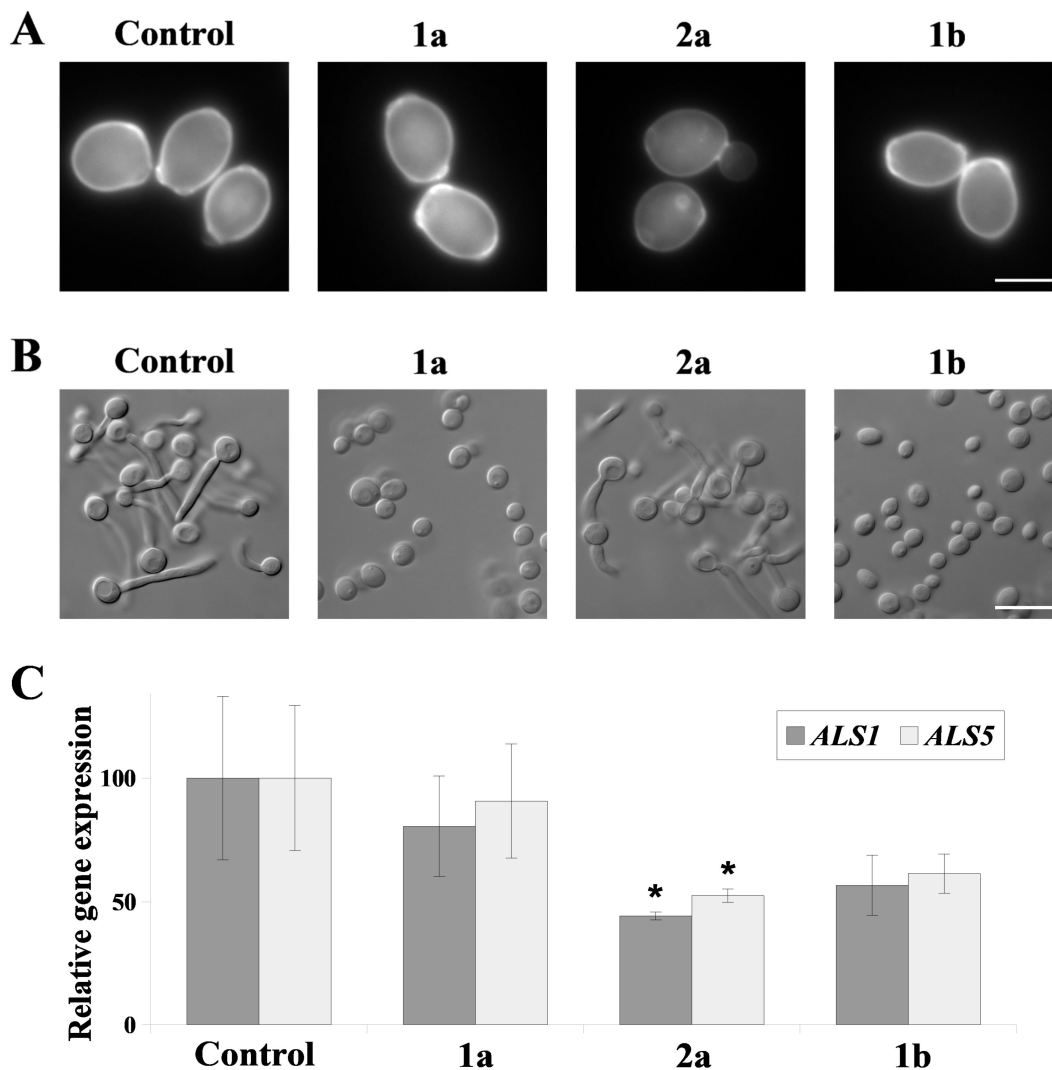 A
Control 1a 2a 1b
B
Control 1a 2a 1b
C
Relative gene expression
ALS1 ALS5
100
50
0
* *
Control 1a 2a 1b